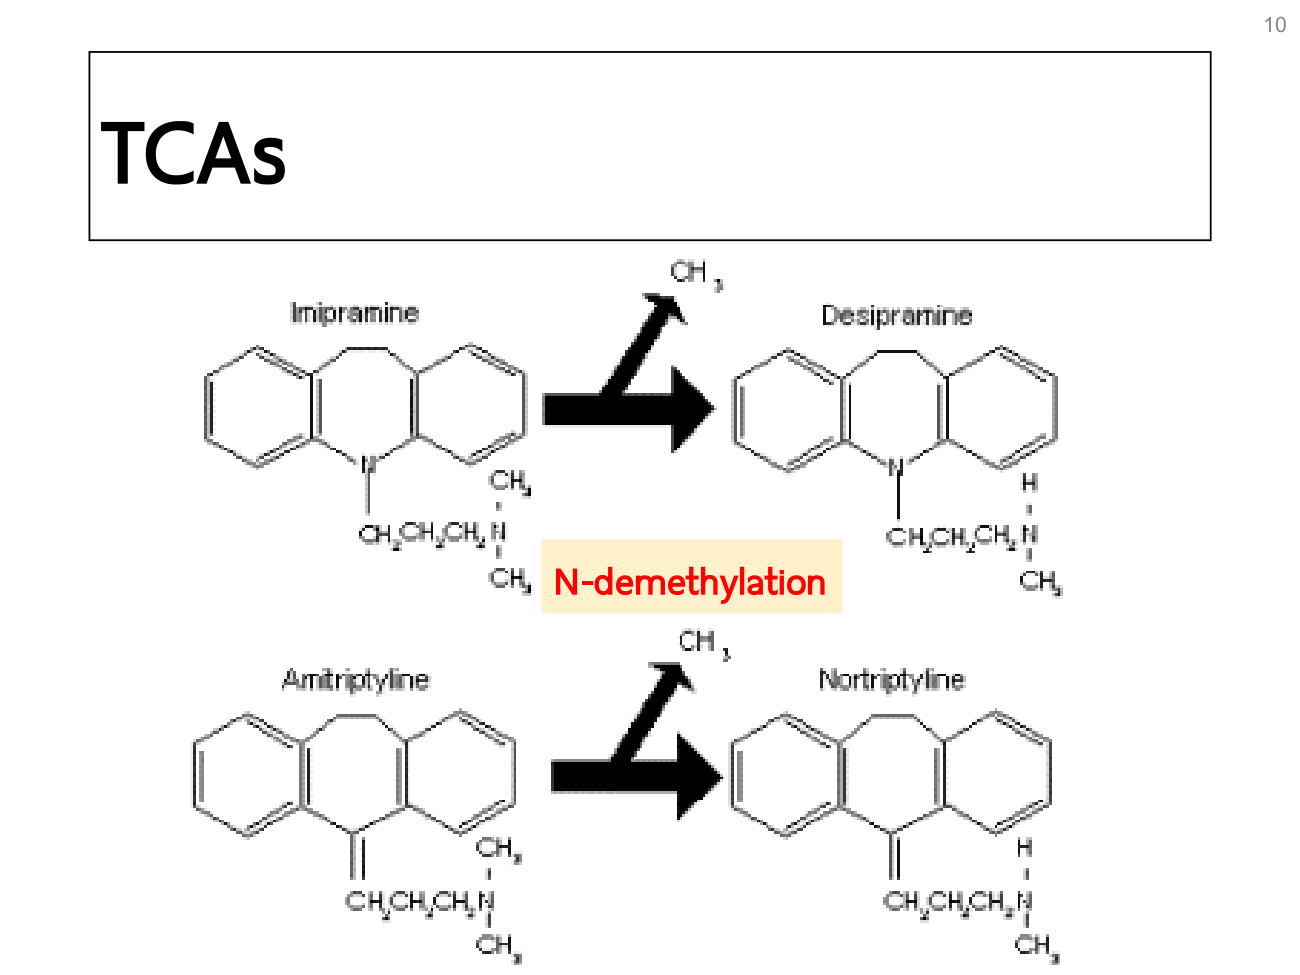 10
TCAs
CH3
Imipramine
Desipramine
N
N
CH3
H
CH2CH2CH2N
CH2CH2CH2N
CH3
CH3
N-demethylation
CH3
Amitriptyline
Nortriptyline
CH3
H
CH2CH2CH2N
CH2CH2CH2N
CH3
CH3